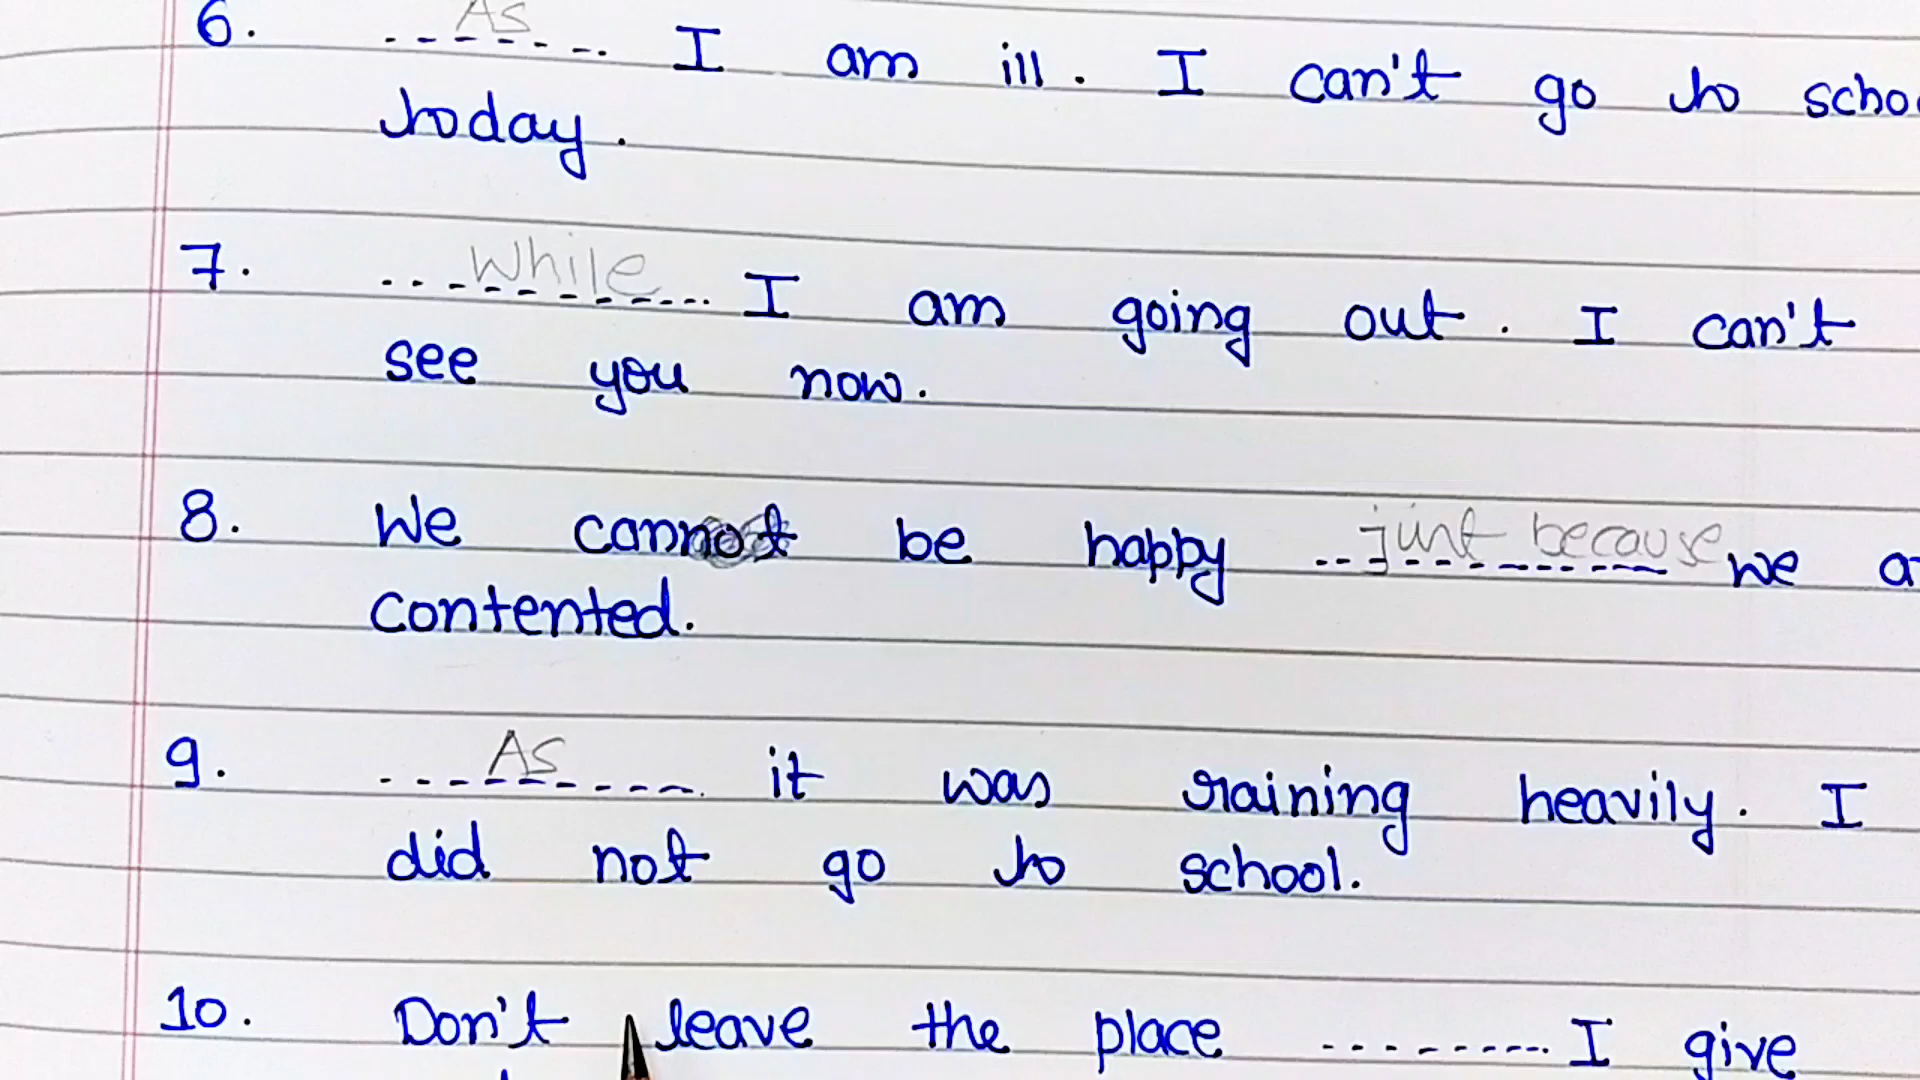 6. As I am ill. I can't go to
today.
7. While I am going out. I can't
see you now.
8. We cannot be happy just because we
contented.
9. As it was raining heavily. I
did not go to school.
10. Don't leave the place ......... I give